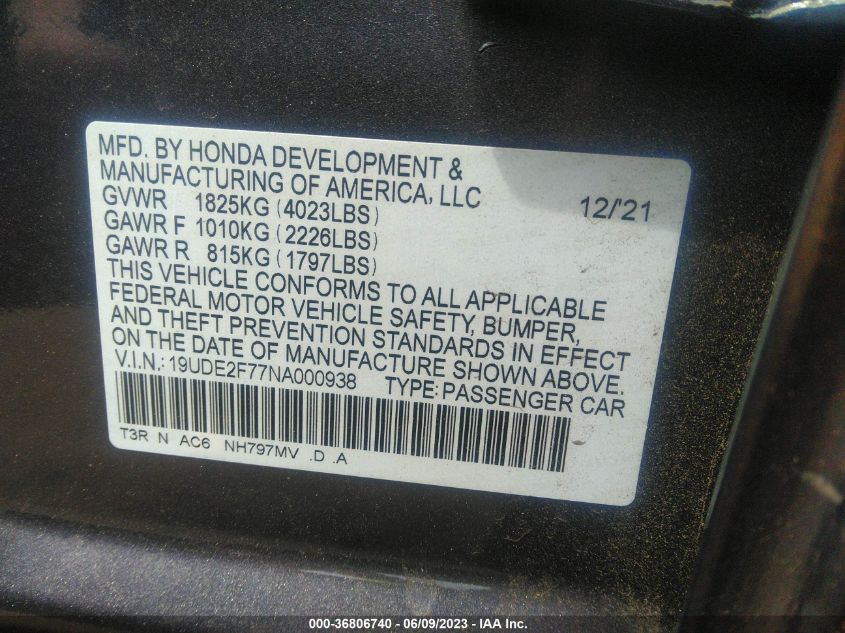 MFD. BY HONDA DEVELOPMENT &
MANUFACTURING OF AMERICA, LLC
GVWR 1825KG (4023LBS) 12/'21
GAWR F 1010KG (2226LBS)
GAWR R 815KG (1797LBS)
THIS VEHICLE CONFORMS TO ALL APPLICABLE
FEDERAL MOTOR VEHICLE SAFETY, BUMPER,
AND THEFT PREVENTION STANDARDS IN EFFECT
ON THE DATE OF MANUFACTURE SHOWN ABOVE.
V.I.N.: 19UDE2F77NA000938 TYPE: PASSENGER CAR
T3R N AC6 NH797MV .D .A
000-36806740 - 06/09/2023 - IAA Inc.